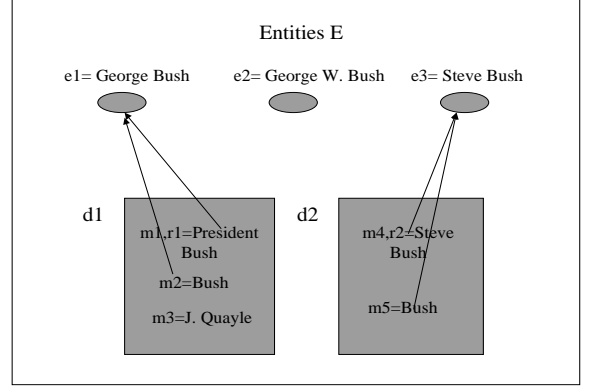 Entities E
e1= George Bush
e2= George W. Bush
e3= Steve Bush
d1
m1,r1=President
Bush
m2=Bush
m3=J. Quayle
d2
m4,r2=Steve
Bush
m5=Bush